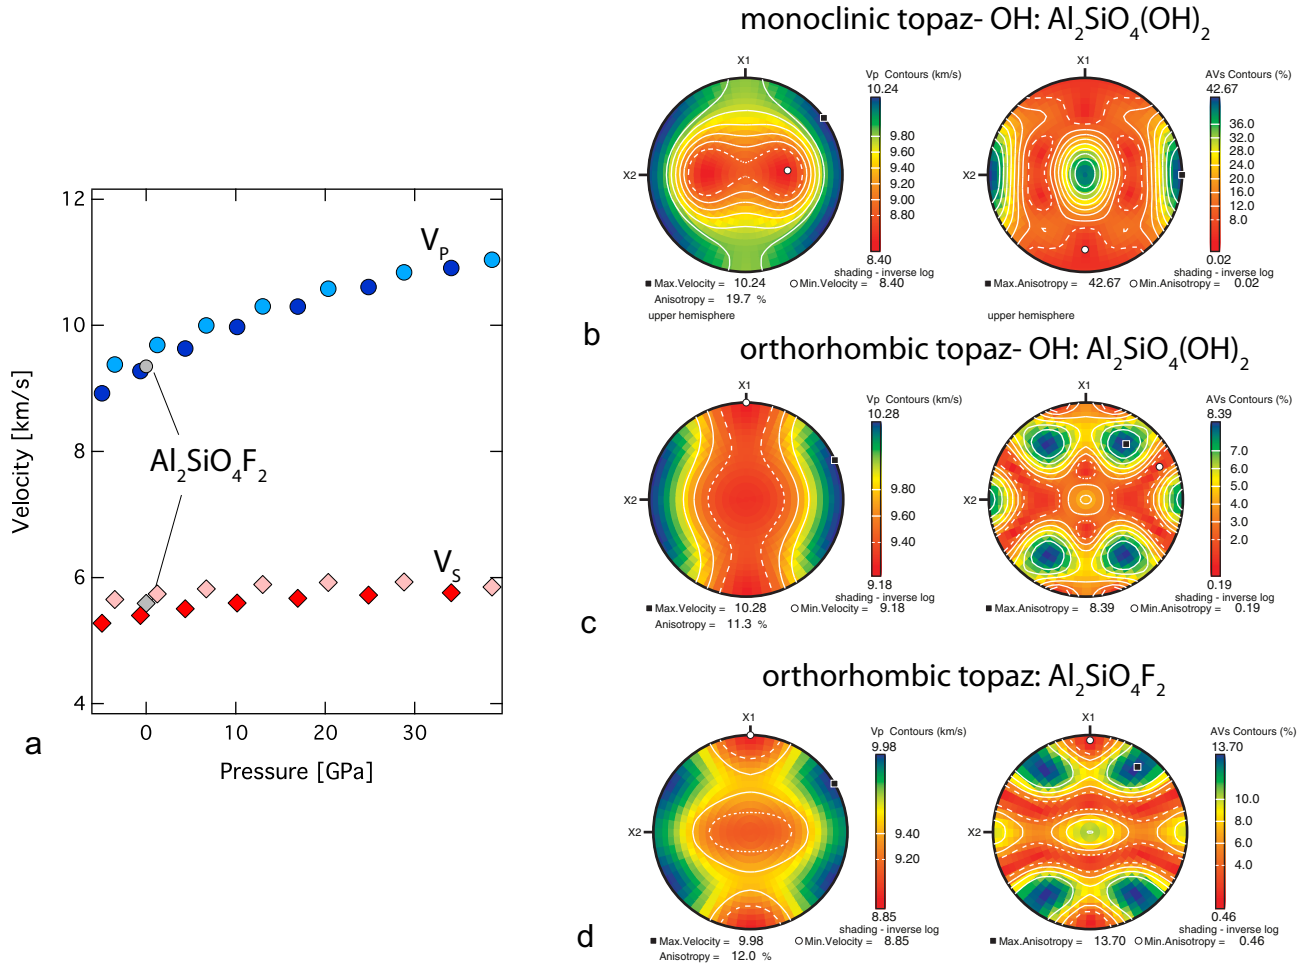 12
10
8
6
4
0
10
20
30
Velocity [km/s]
Pressure [GPa]
V_P
Al_2SiO_4F_2
V_S
a
monoclinic topaz- OH: Al_2SiO_4(OH)_2
X1
X2
Vp Contours (km/s)
10.24
9.80
9.60
9.40
9.20
9.00
8.80
8.40
shading - inverse log
Max.Velocity = 10.24 Min.Velocity = 8.40
Anisotropy = 19.7 %
upper hemisphere
X1
X2
AVs Contours (%)
42.67
36.0
28.0
24.0
20.0
16.0
12.0
8.0
0.02
shading - inverse log
Max.Anisotropy = 42.67 Min.Anisotropy = 0.02
upper hemisphere
b
orthorhombic topaz- OH: Al_2SiO_4(OH)_2
X1
X2
Vp Contours (km/s)
10.28
9.80
9.60
9.40
9.18
shading - inverse log
Max.Velocity = 10.28 Min.Velocity = 9.18
Anisotropy = 11.3 %
X1
X2
AVs Contours (%)
8.39
7.0
6.0
5.0
4.0
3.0
2.0
0.19
shading - inverse log
Max.Anisotropy = 8.39 Min.Anisotropy = 0.19
c
orthorhombic topaz: Al_2SiO_4F_2
X1
X2
Vp Contours (km/s)
9.98
9.40
9.20
8.85
shading - inverse log
Max.Velocity = 9.98 Min.Velocity = 8.85
Anisotropy = 12.0 %
X1
X2
AVs Contours (%)
13.70
10.0
8.0
6.0
4.0
0.46
shading - inverse log
Max.Anisotropy = 13.70 Min.Anisotropy = 0.46
d